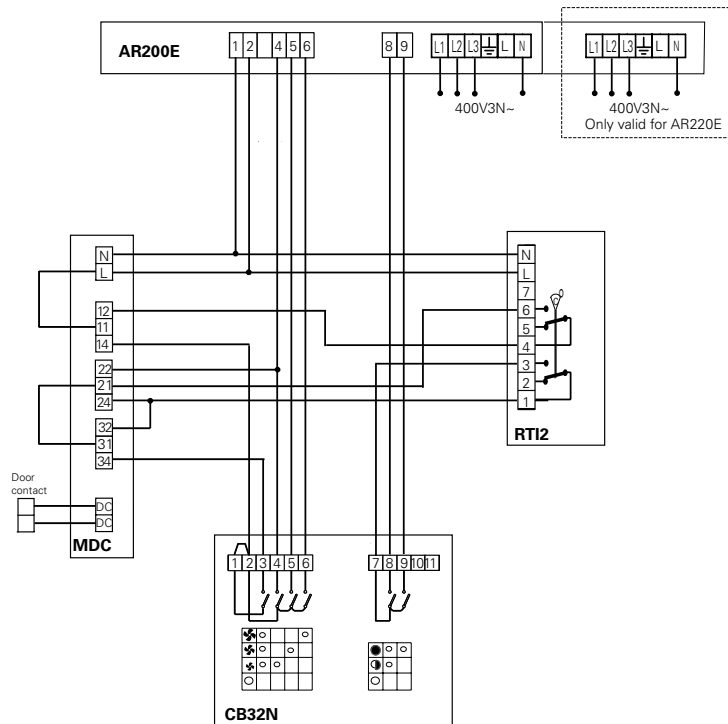 AR200E
1 2 4 5 6
8 9
L1 L2 L3 L N
L1 L2 L3 L N
400V3N~
400V3N~
Only valid for AR220E
N
L
12
11
14
22
21
24
32
31
34
DC
DC
Door
contact
MDC
N
L
7
6
5
4
3
2
1
0
RTI2
1 2 3 4 5 6
7 8 9 10 11
CB32N